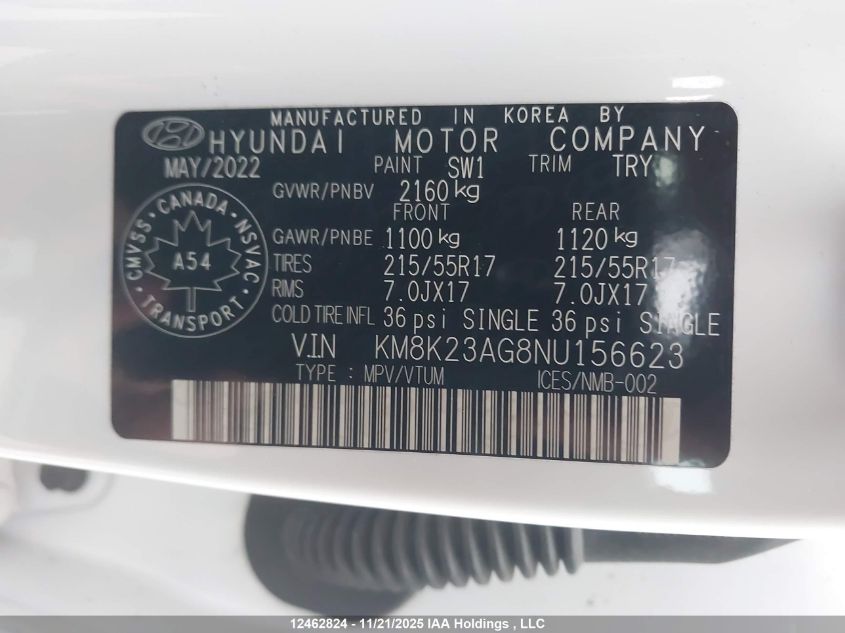 MANUFACTURED IN KOREA BY
HYUNDAI MOTOR COMPANY
MAY/2022 PAINT SW1 TRIM TRY
GVWR/PNBV 2160 kg
FRONT REAR
GAWR/PNBE 1100 kg 1120 kg
TIRES 215/55R17 215/55R17
RIMS 7.0JX17 7.0JX17
COLD TIRE INFL 36 psi SINGLE 36 psi SINGLE
V.I.N KM8K23AG8NU156623
TYPE : MPV/VTUM ICES/NMB-002
CMVSS · CANADA · NSVAC · TRANSPORT ·
A54
12462824 - 11/21/2025 IAA Holdings , LLC